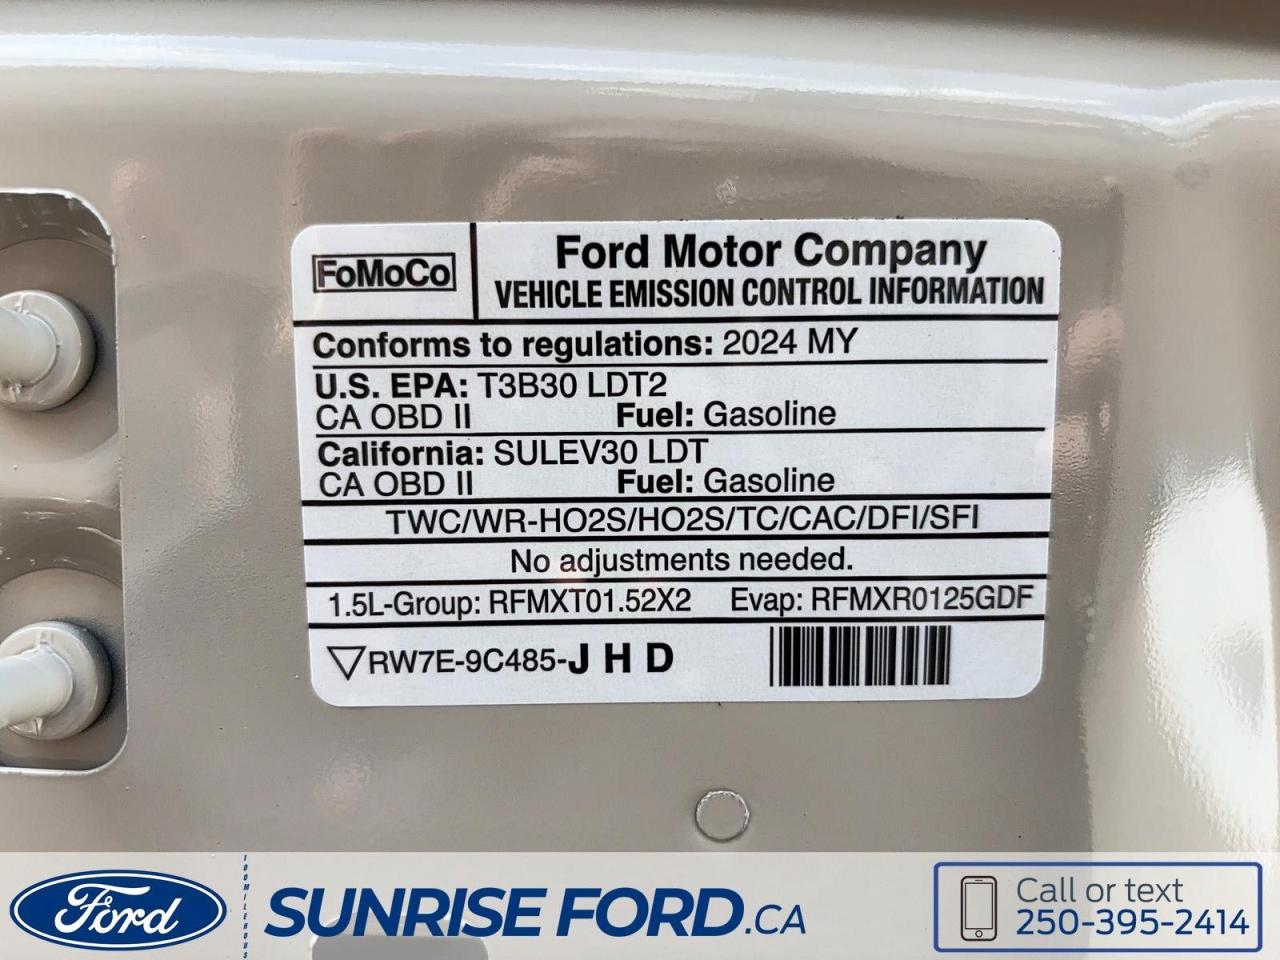 FoMoCo
Ford Motor Company
VEHICLE EMISSION CONTROL INFORMATION
Conforms to regulations: 2024 MY
U.S. EPA: T3B30 LDT2
CA OBD II Fuel: Gasoline
California: SULEV30 LDT
CA OBD II Fuel: Gasoline
TWC/WR-HO2S/HO2S/TC/CAC/DFI/SFI
No adjustments needed.
1.5L-Group: RFMXT01.52X2 Evap: RFMXR0125GDF
RW7E-9C485-J H D
Ford
100MILEHOUSE
SUNRISE FORD.CA
Call or text
250-395-2414